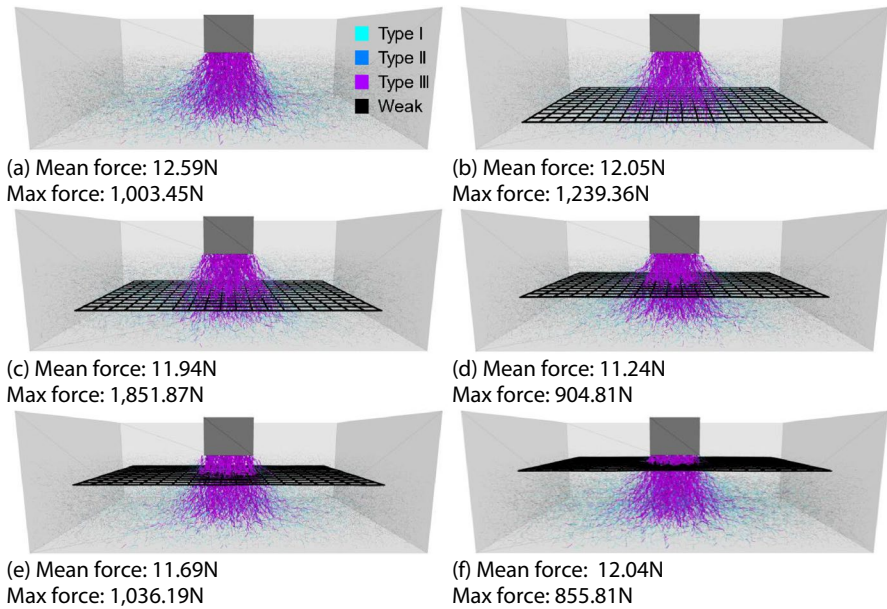 Type I
Type II
Type III
Weak
(a) Mean force: 12.59N
Max force: 1,003.45N
(b) Mean force: 12.05N
Max force: 1,239.36N
(c) Mean force: 11.94N
Max force: 1,851.87N
(d) Mean force: 11.24N
Max force: 904.81N
(e) Mean force: 11.69N
Max force: 1,036.19N
(f) Mean force: 12.04N
Max force: 855.81N